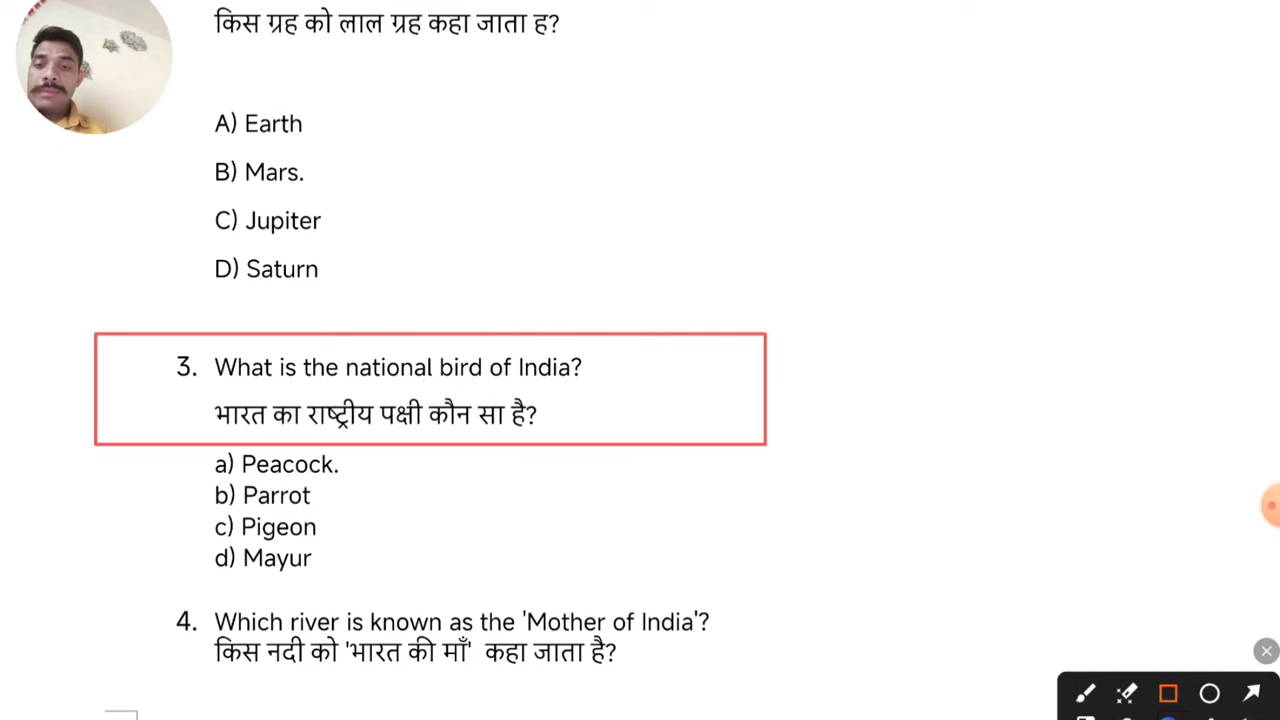 किस ग्रह को लाल ग्रह कहा जाता ह?
A) Earth
B) Mars.
C) Jupiter
D) Saturn
3. What is the national bird of India?
भारत का राष्ट्रीय पक्षी कौन सा है?
a) Peacock.
b) Parrot
c) Pigeon
d) Mayur
4. Which river is known as the 'Mother of India'?
किस नदी को 'भारत की माँ' कहा जाता है?